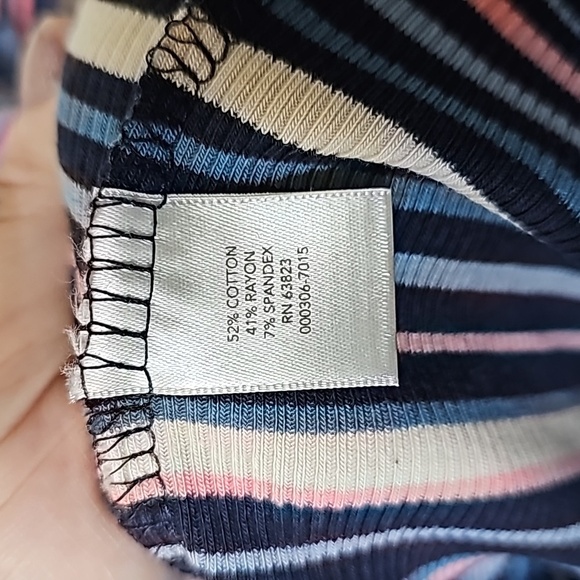 52% COTTON
41% RAYON
7% SPANDEX
RN 63823
000306-7015